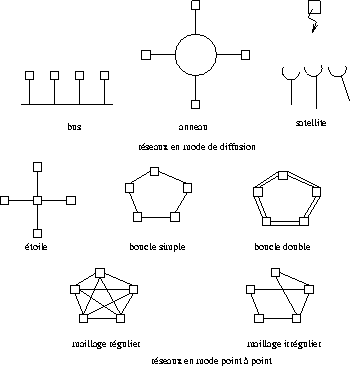 bus
anneau
satellite
réseaux en mode de diffusion
étoile
boucle simple
boucle double
maillage régulier
maillage irrégulier
réseaux en mode point à point